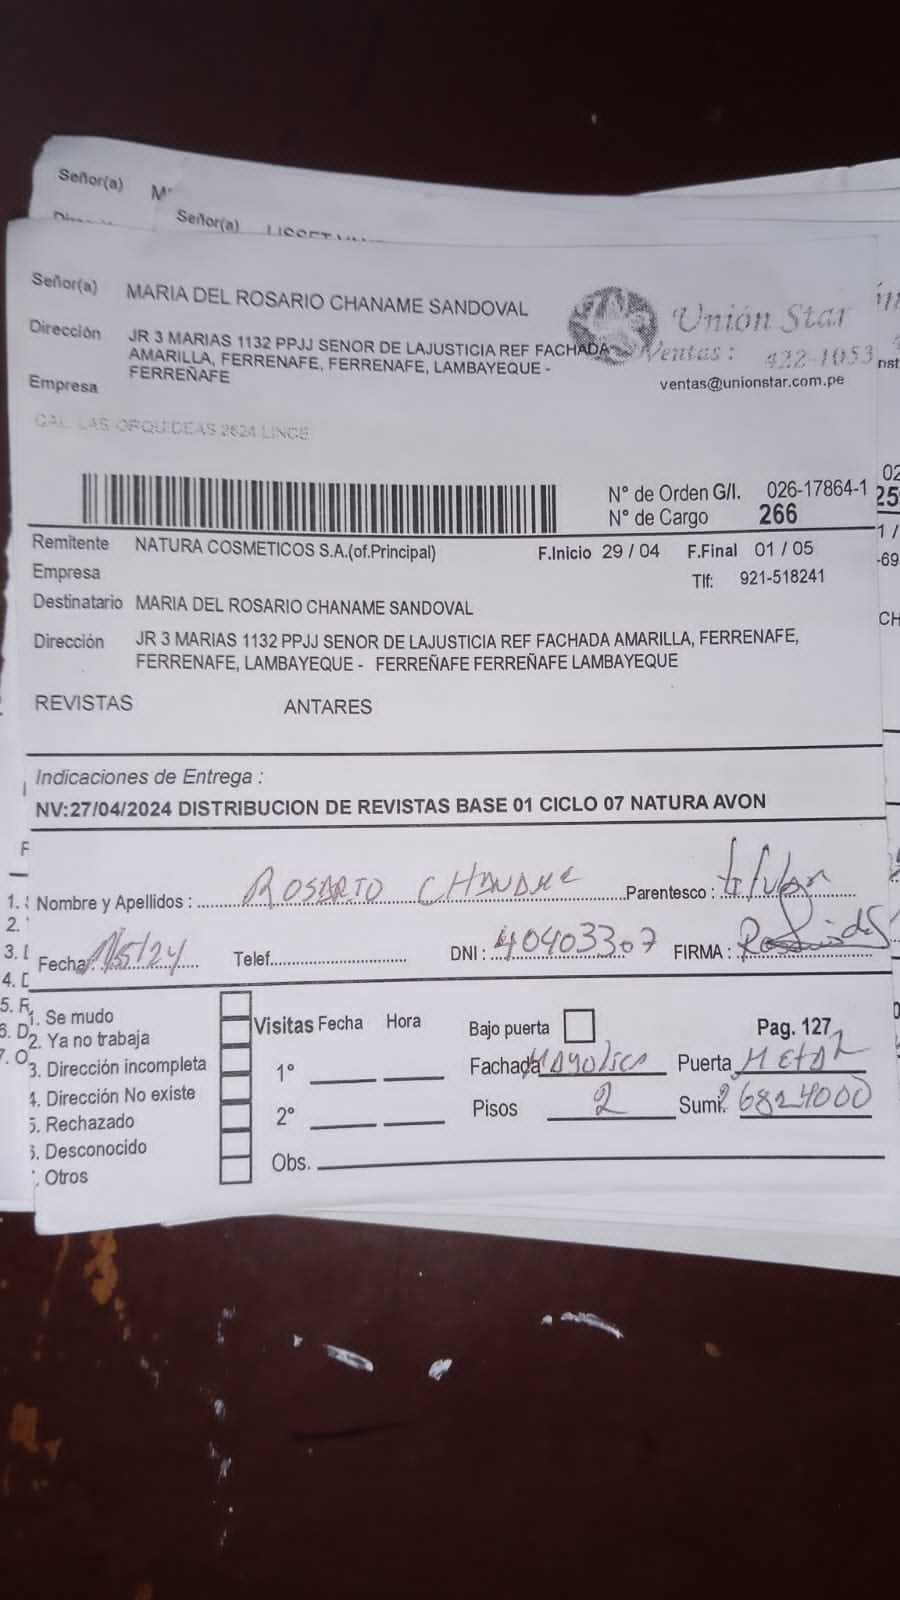 Señor(a)
Señor(a)
Señor(a) MARIA DEL ROSARIO CHANAME SANDOVAL
Unión Star
Dirección JR 3 MARIAS 1132 PPJJ SENOR DE LAJUSTICIA REF FACHADA
AMARILLA, FERRENAFE, FERRENAFE, LAMBAYEQUE -
FERREÑAFE
Ventas: 422-1053
ventas@unionstar.com.pe
Empresa
CAL. LAS ORQUIDEAS 2624 LINCE
N° de Orden G/I. 026-17864-1
N° de Cargo 266
Remitente NATURA COSMETICOS S.A.(of.Principal) F.Inicio 29 / 04 F.Final 01 / 05
Empresa Tlf: 921-518241
Destinatario MARIA DEL ROSARIO CHANAME SANDOVAL
Dirección JR 3 MARIAS 1132 PPJJ SENOR DE LAJUSTICIA REF FACHADA AMARILLA, FERRENAFE,
FERRENAFE, LAMBAYEQUE - FERREÑAFE FERREÑAFE LAMBAYEQUE
REVISTAS ANTARES
Indicaciones de Entrega :
NV:27/04/2024 DISTRIBUCION DE REVISTAS BASE 01 CICLO 07 NATURA AVON
Nombre y Apellidos : ROSARIO CHANAME Parentesco : titular
Fecha: 1/5/24 Telef. DNI : 40403307 FIRMA :
1. Se mudo
2. Ya no trabaja
3. Dirección incompleta
4. Dirección No existe
5. Rechazado
6. Desconocido
7. Otros
Visitas Fecha Hora
1°
2°
Obs.
Bajo puerta Pag. 127
Fachada Mayolica Puerta METAL
Pisos 2 Sumi. 26824000